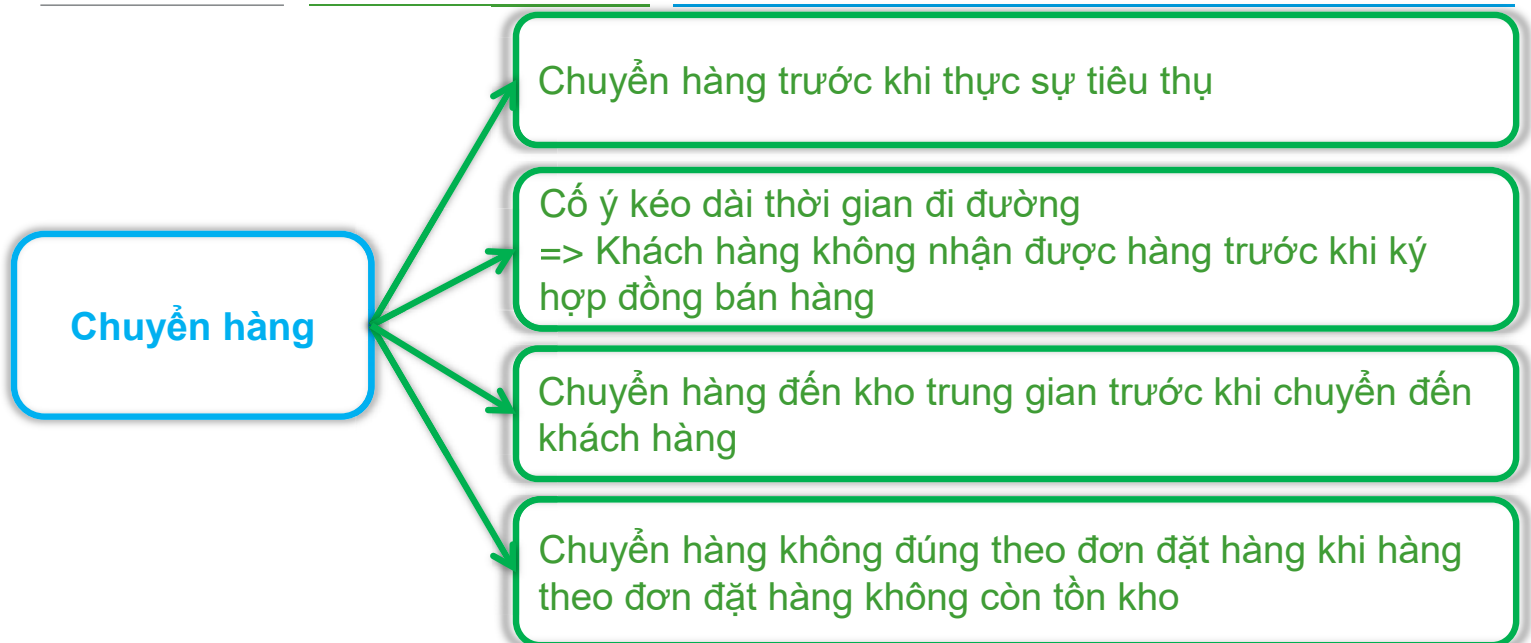 Chuyển hàng trước khi thực sự tiêu thụ
Cố ý kéo dài thời gian đi đường
=> Khách hàng không nhận được hàng trước khi ký
hợp đồng bán hàng
Chuyển hàng
Chuyển hàng đến kho trung gian trước khi chuyển đến
khách hàng
Chuyển hàng không đúng theo đơn đặt hàng khi hàng
theo đơn đặt hàng không còn tồn kho